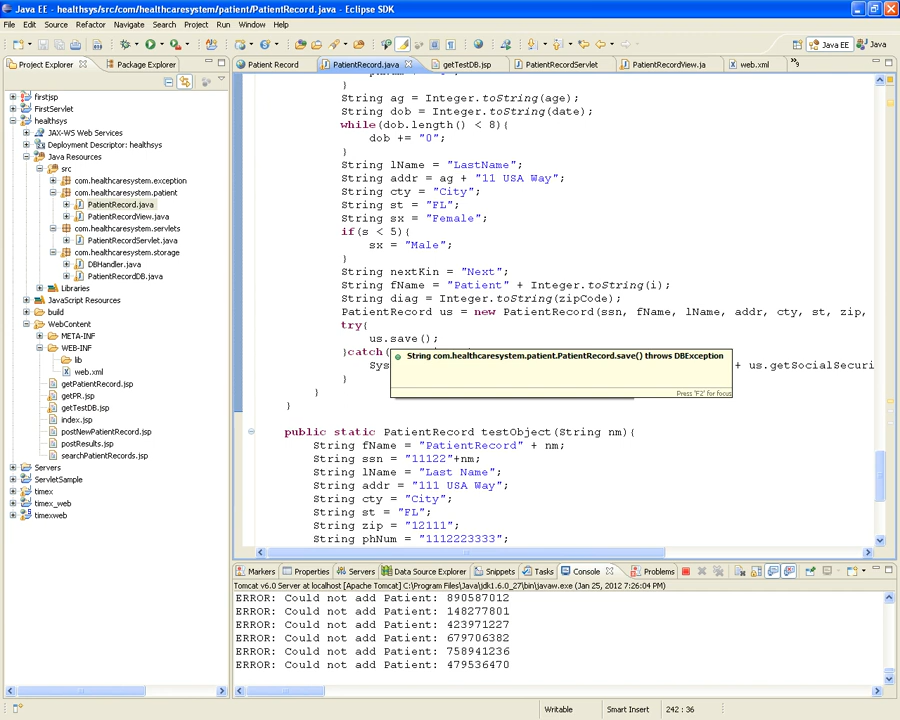 Java EE - healthsys/src/com/healthcaresystem/patient/PatientRecord.java - Eclipse SDK
File Edit Source Refactor Navigate Search Project Run Window Help
Java EE Java
Project Explorer Package Explorer
Patient Record PatientRecord.java getTestDB.jsp PatientRecordServlet PatientRecordView.ja web.xml »9
firstjsp
FirstServlet
healthsys
JAX-WS Web Services
Deployment Descriptor: healthsys
Java Resources
src
com.healthcaresystem.exception
com.healthcaresystem.patient
PatientRecord.java
PatientRecordView.java
com.healthcaresystem.servlets
PatientRecordServlet.java
com.healthcaresystem.storage
DBHandler.java
PatientRecordDB.java
Libraries
JavaScript Resources
build
WebContent
META-INF
WEB-INF
lib
web.xml
getPatientRecord.jsp
getPR.jsp
getTestDB.jsp
index.jsp
postNewPatientRecord.jsp
postResults.jsp
searchPatientRecords.jsp
Servers
ServletSample
timex
timex_web
timexweb
}
String ag = Integer.toString(age);
String dob = Integer.toString(date);
while(dob.length() < 8){
dob += "0";
}
String lName = "LastName";
String addr = ag + "11 USA Way";
String cty = "City";
String st = "FL";
String sx = "Female";
if(s < 5){
sx = "Male";
}
String nextKin = "Next";
String fName = "Patient" + Integer.toString(i);
String diag = Integer.toString(zipCode);
PatientRecord us = new PatientRecord(ssn, fName, lName, addr, cty, st, zip,
try{
us.save();
}catch(
String com.healthcaresystem.patient.PatientRecord.save() throws DBException
Press 'F2' for focus
Sys
+ us.getSocialSecuri
}
}
}
public static PatientRecord testObject(String nm){
String fName = "PatientRecord" + nm;
String ssn = "11122"+nm;
String lName = "Last Name";
String addr = "111 USA Way";
String cty = "City";
String st = "FL";
String zip = "12111";
String phNum = "1112223333";
Markers Properties Servers Data Source Explorer Snippets Tasks Console Problems
Tomcat v6.0 Server at localhost [Apache Tomcat] C:\Program Files\Java\jdk1.6.0_27\bin\javaw.exe (Jan 25, 2012 7:26:04 PM)
ERROR: Could not add Patient: 890587012
ERROR: Could not add Patient: 148277801
ERROR: Could not add Patient: 423971227
ERROR: Could not add Patient: 679706382
ERROR: Could not add Patient: 758941236
ERROR: Could not add Patient: 479536470
Writable Smart Insert 242 : 36